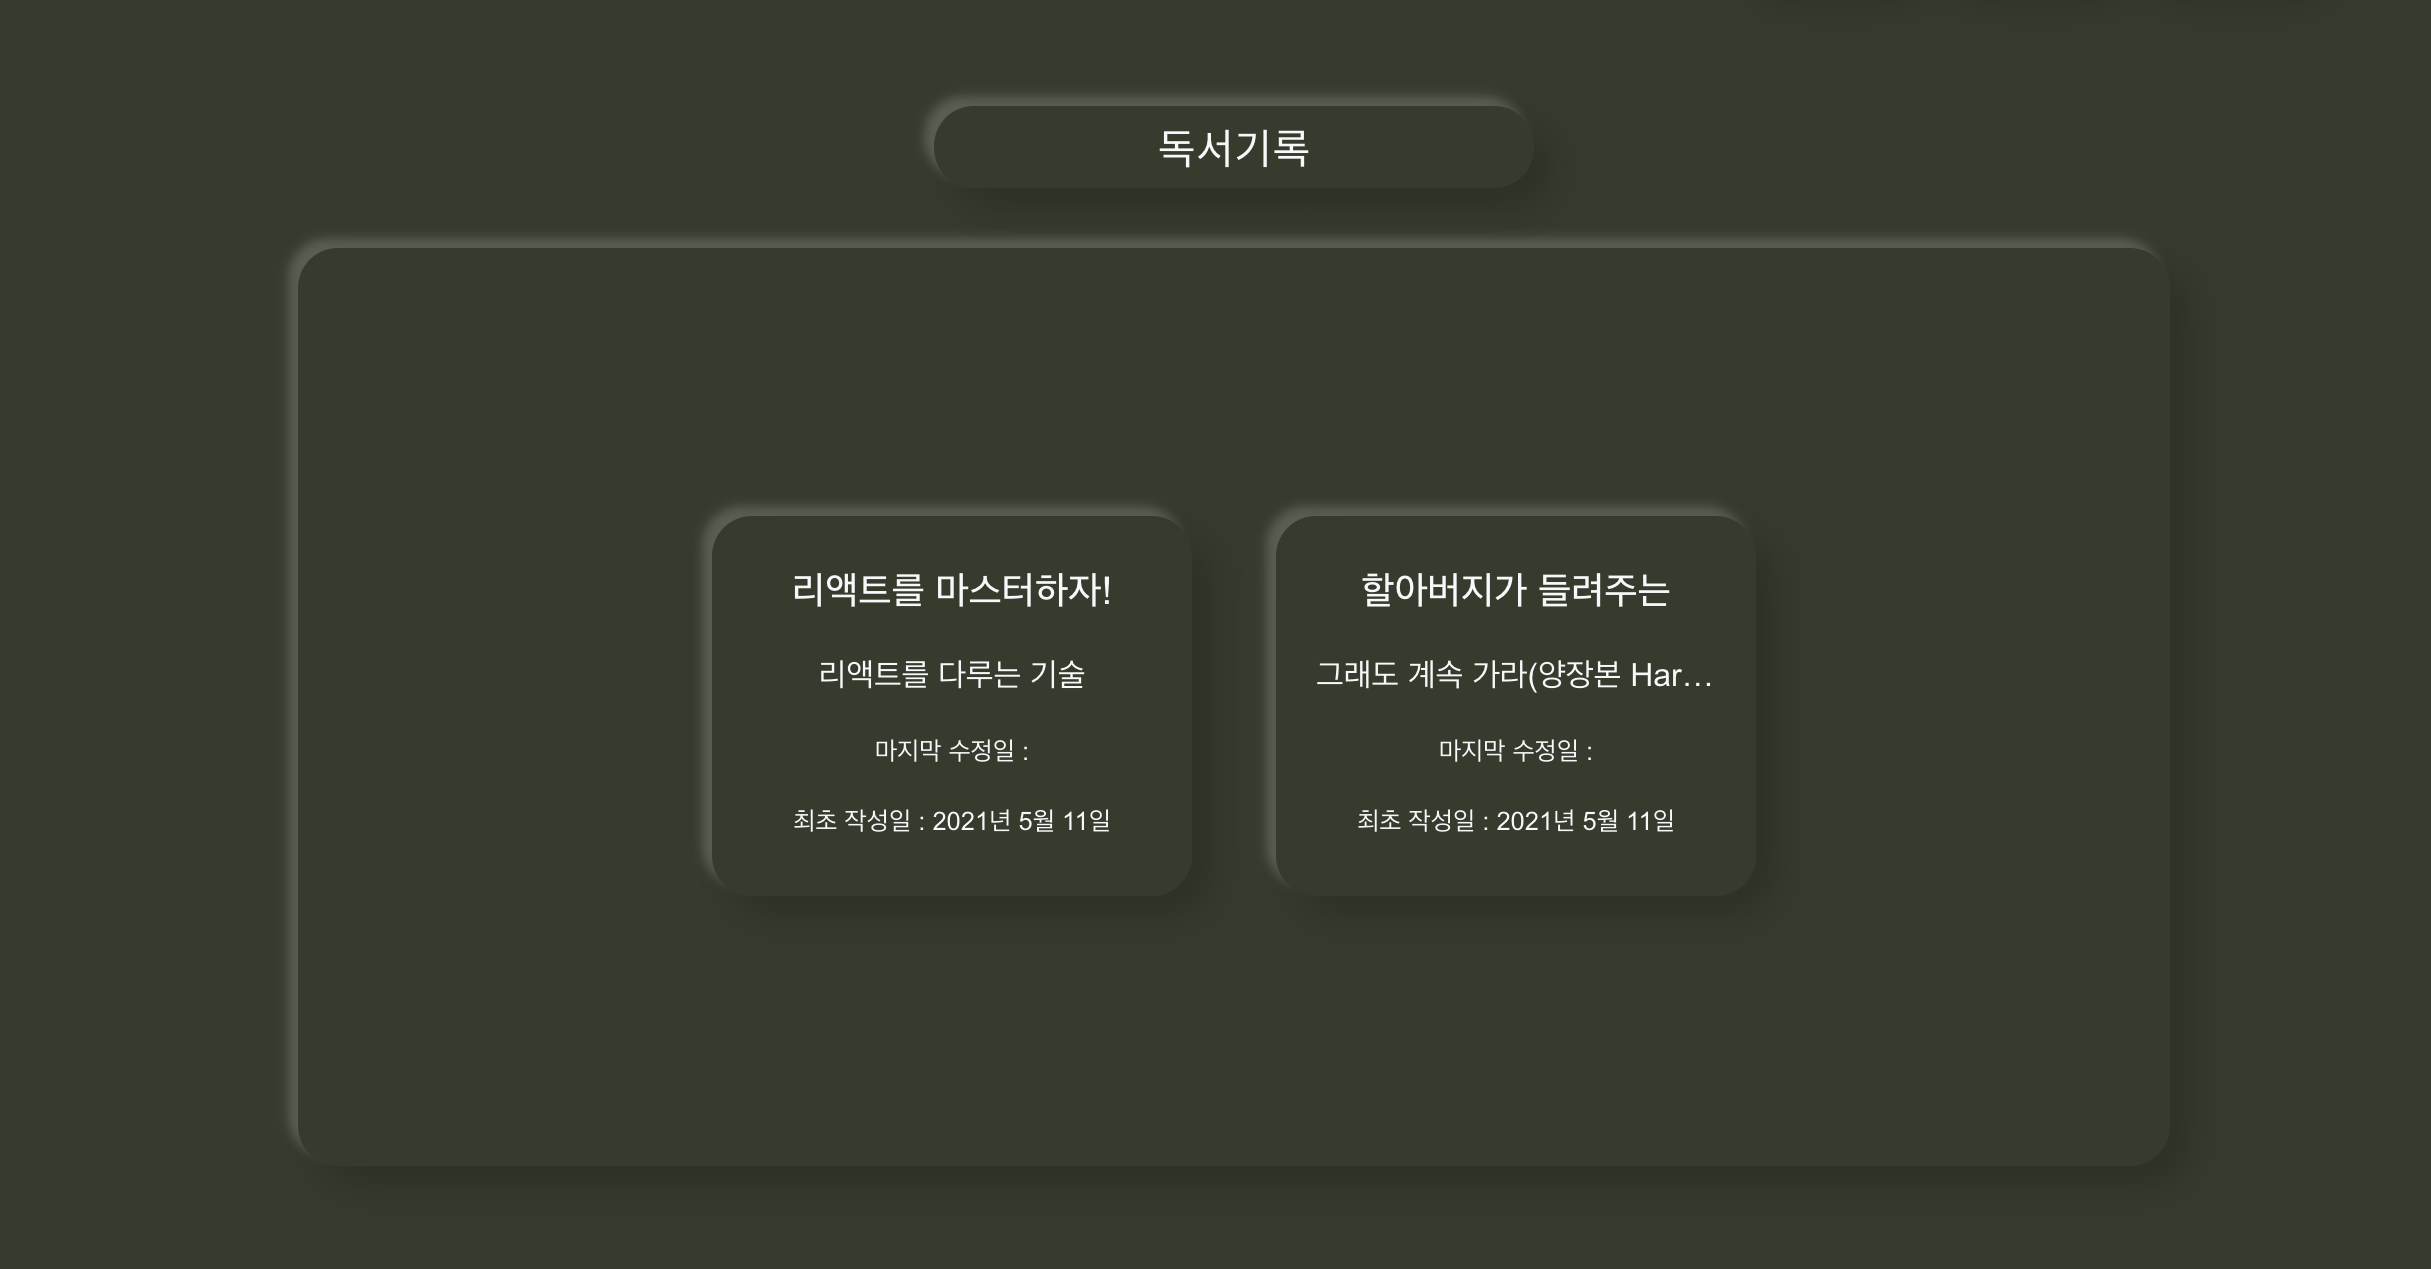 독서기록
리액트를 마스터하자!
리액트를 다루는 기술
마지막 수정일 :
최초 작성일 : 2021년 5월 11일
할아버지가 들려주는
그래도 계속 가라(양장본 Har...
마지막 수정일 :
최초 작성일 : 2021년 5월 11일